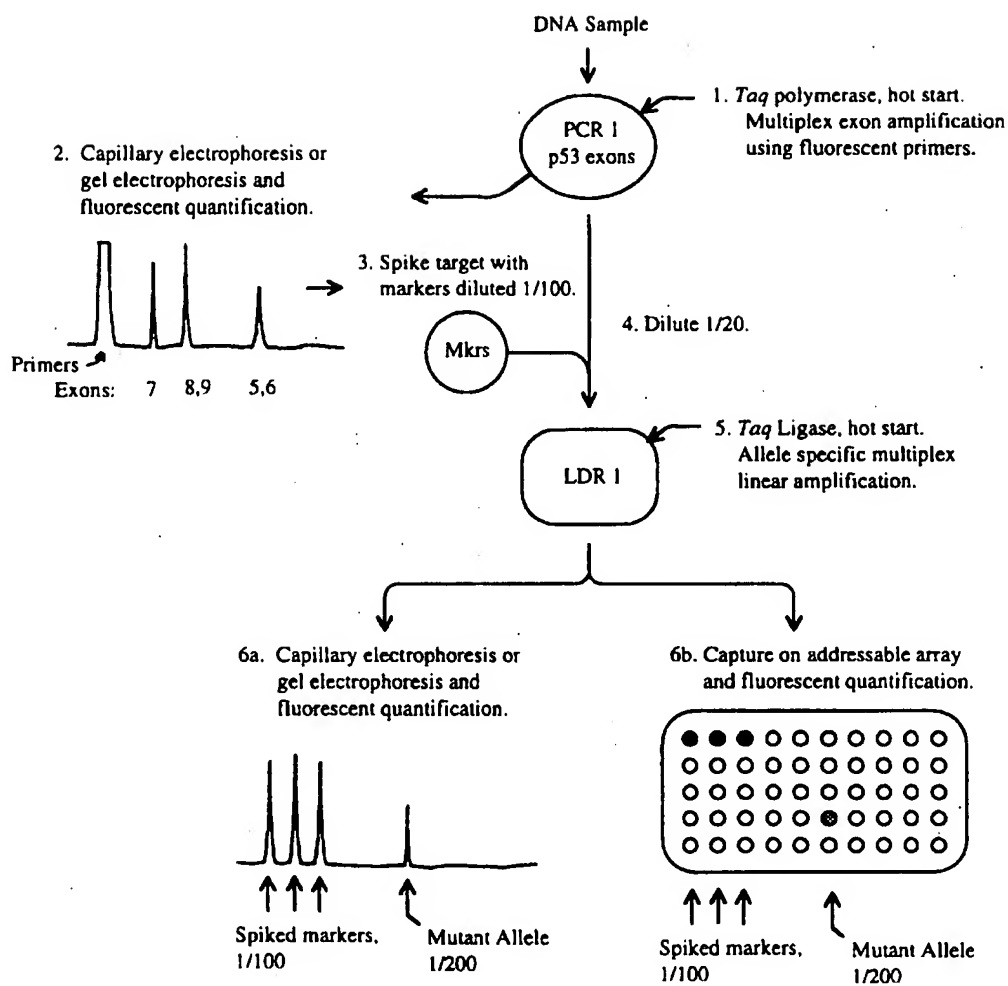 DNA Sample
PCR 1
p53 exons
1. Taq polymerase, hot start.
Multiplex exon amplification
using fluorescent primers.
2. Capillary electrophoresis or
gel electrophoresis and
fluorescent quantification.
Primers
Exons: 7 8,9 5,6
3. Spike target with
markers diluted 1/100.
Mkrs
4. Dilute 1/20.
LDR 1
5. Taq Ligase, hot start.
Allele specific multiplex
linear amplification.
6a. Capillary electrophoresis or
gel electrophoresis and
fluorescent quantification.
Spiked markers,
1/100
Mutant Allele
1/200
6b. Capture on addressable array
and fluorescent quantification.
Spiked markers,
1/100
Mutant Allele
1/200